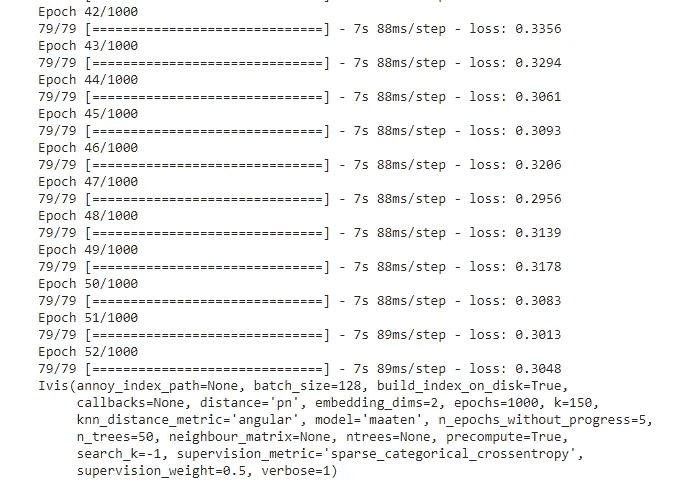 Epoch 42/1000
79/79 [==============================] - 7s 88ms/step - loss: 0.3356
Epoch 43/1000
79/79 [==============================] - 7s 88ms/step - loss: 0.3294
Epoch 44/1000
79/79 [==============================] - 7s 88ms/step - loss: 0.3061
Epoch 45/1000
79/79 [==============================] - 7s 88ms/step - loss: 0.3093
Epoch 46/1000
79/79 [==============================] - 7s 88ms/step - loss: 0.3206
Epoch 47/1000
79/79 [==============================] - 7s 88ms/step - loss: 0.2956
Epoch 48/1000
79/79 [==============================] - 7s 88ms/step - loss: 0.3139
Epoch 49/1000
79/79 [==============================] - 7s 88ms/step - loss: 0.3178
Epoch 50/1000
79/79 [==============================] - 7s 88ms/step - loss: 0.3083
Epoch 51/1000
79/79 [==============================] - 7s 89ms/step - loss: 0.3013
Epoch 52/1000
79/79 [==============================] - 7s 89ms/step - loss: 0.3048
Ivis(annoy_index_path=None, batch_size=128, build_index_on_disk=True,
callbacks=None, distance='pn', embedding_dims=2, epochs=1000, k=150,
knn_distance_metric='angular', model='maaten', n_epochs_without_progress=5,
n_trees=50, neighbour_matrix=None, ntrees=None, precompute=True,
search_k=-1, supervision_metric='sparse_categorical_crossentropy',
supervision_weight=0.5, verbose=1)